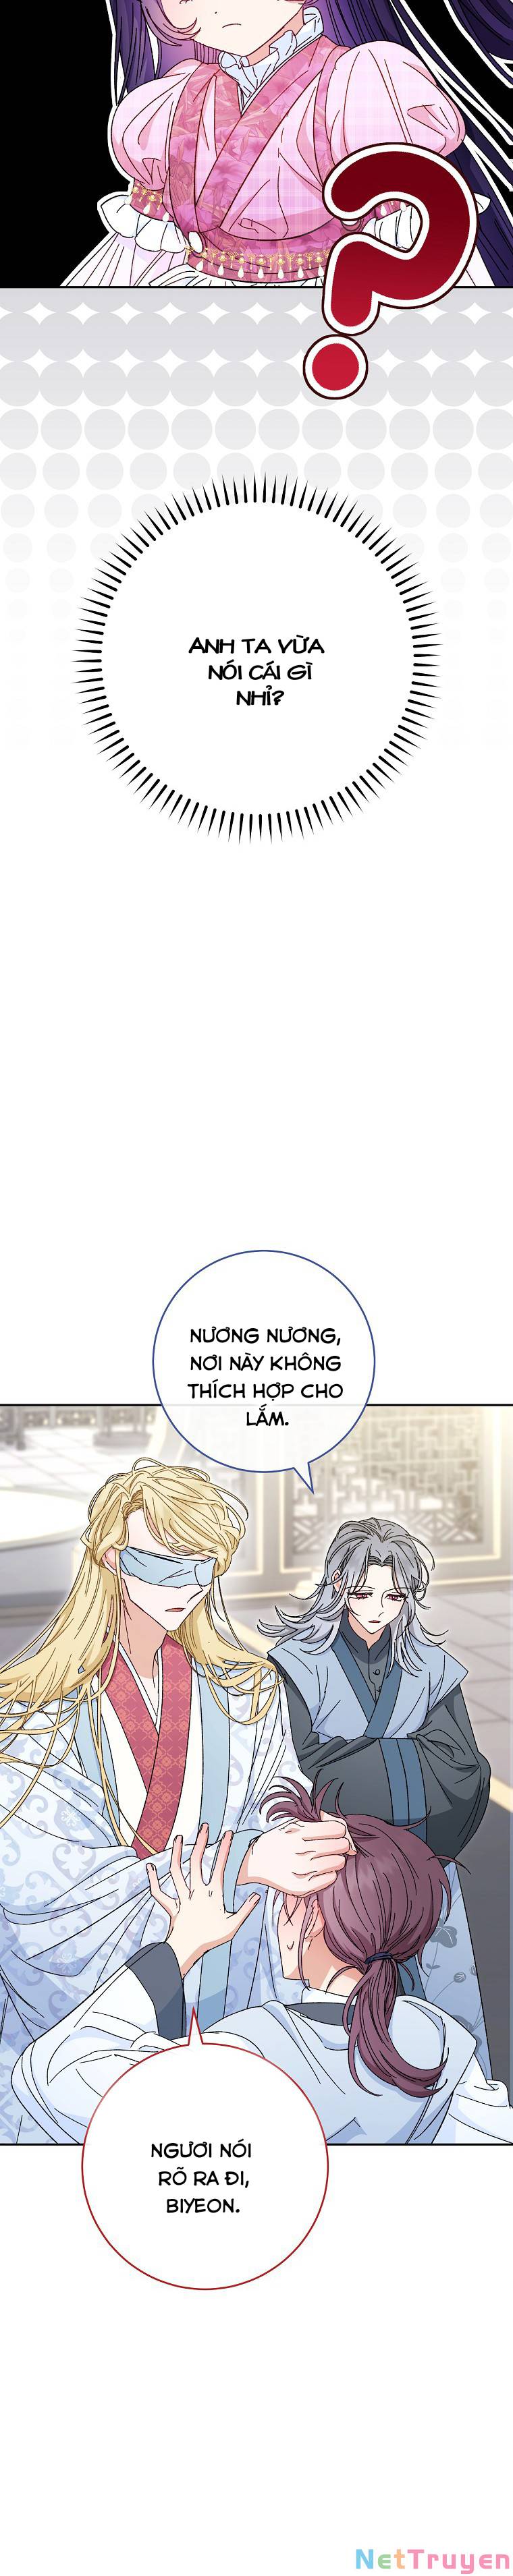 ?
ANH TA VỪA
NÓI CÁI GÌ
NHỈ?
NƯƠNG NƯƠNG,
NƠI NÀY KHÔNG
THÍCH HỢP CHO
LẮM.
NGƯƠI NÓI
RÕ RA ĐI,
BIYEON.
NetTruyen